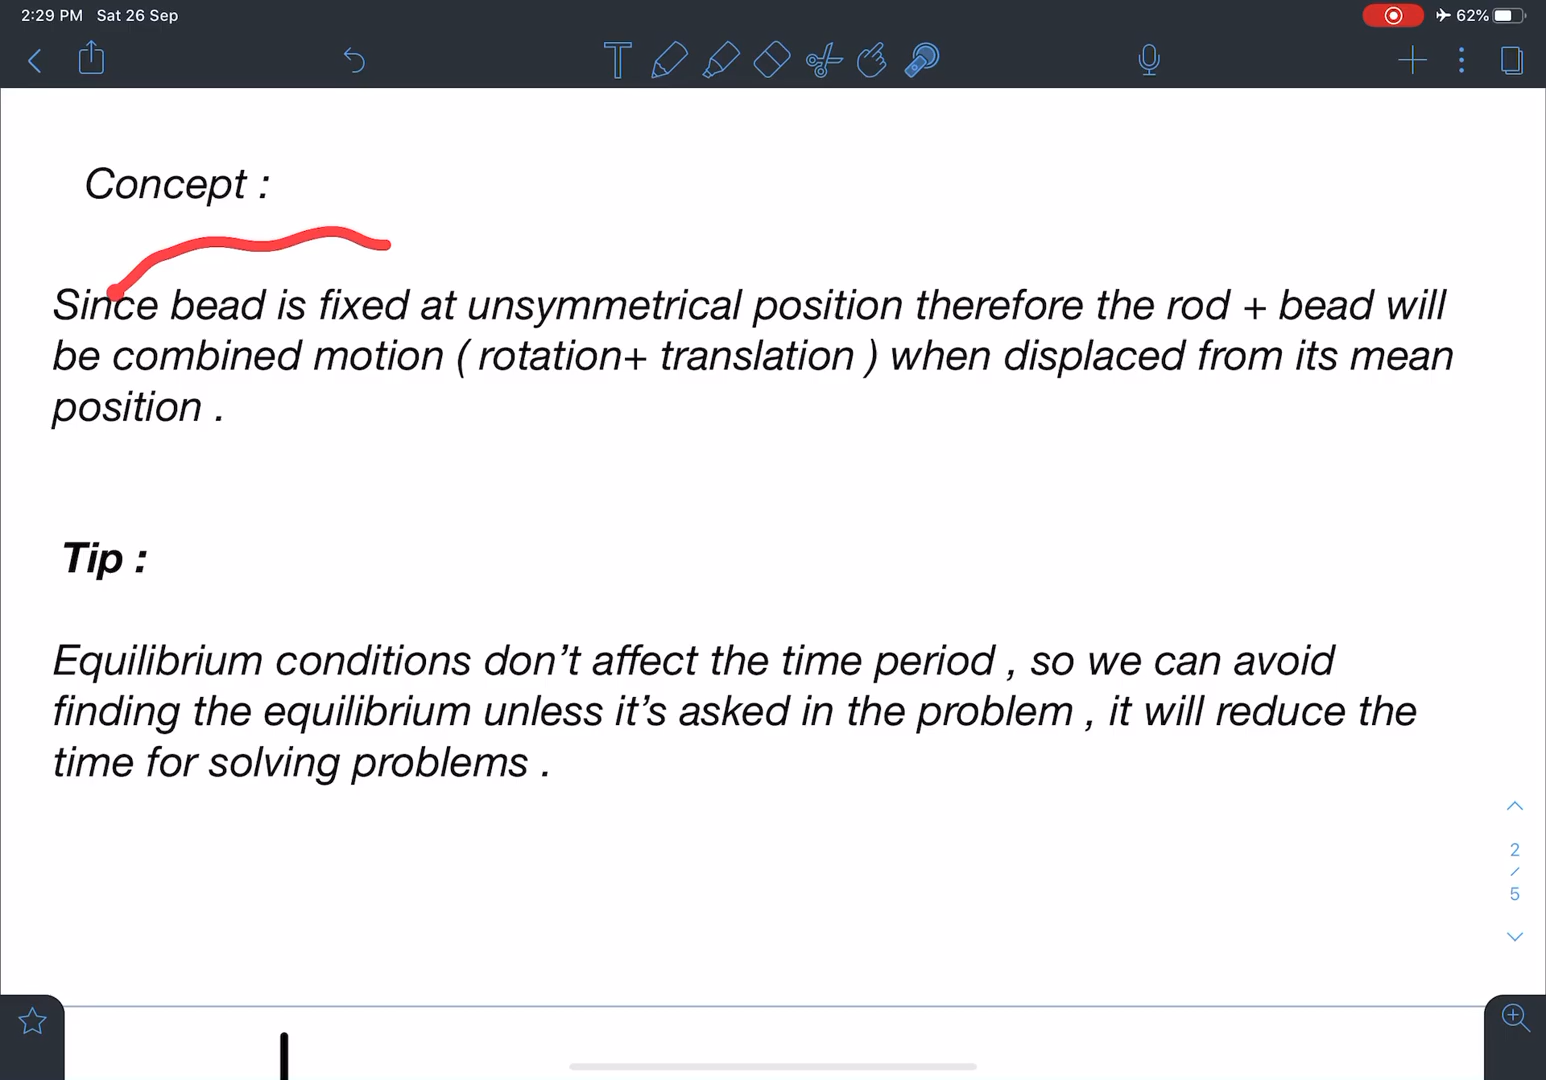 2:29 PM Sat 26 Sep
62%
Concept :
Since bead is fixed at unsymmetrical position therefore the rod + bead will
be combined motion ( rotation+ translation ) when displaced from its mean
position .
Tip :
Equilibrium conditions don’t affect the time period , so we can avoid
finding the equilibrium unless it’s asked in the problem , it will reduce the
time for solving problems .
2
/
5